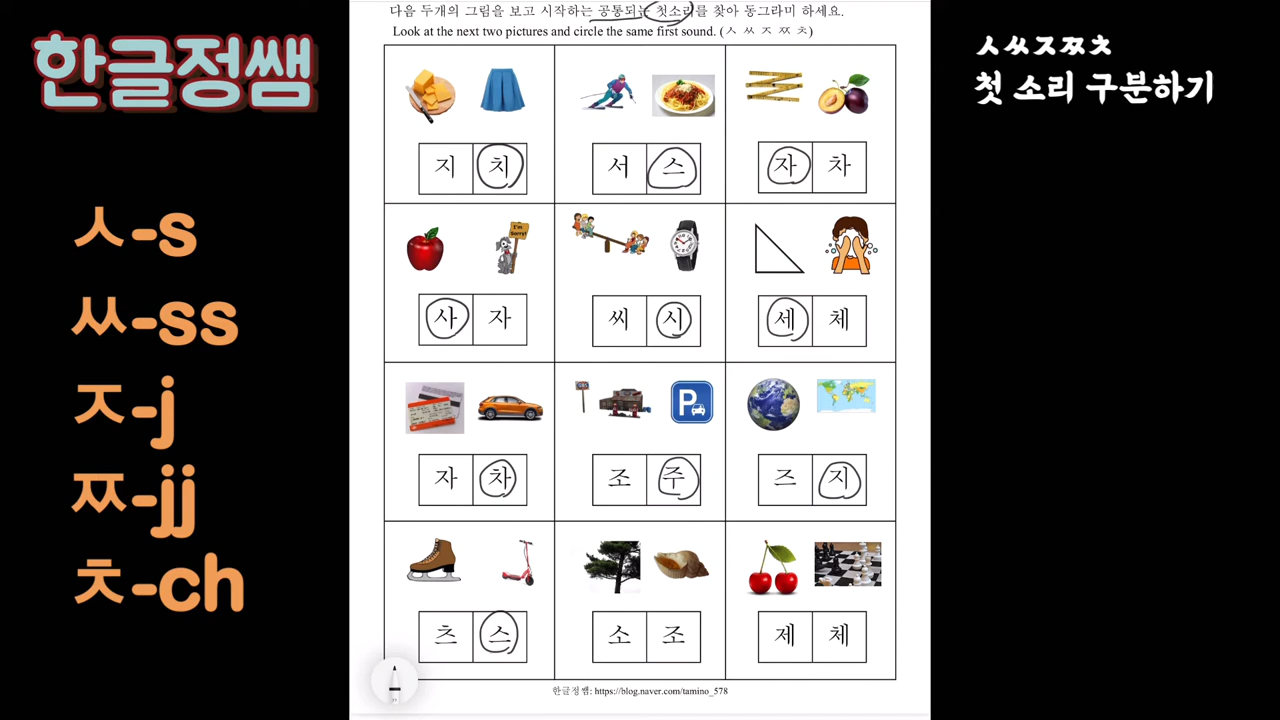 다음 두개의 그림을 보고 시작하는 공통되는 첫소리를 찾아 동그라미 하세요.
Look at the next two pictures and circle the same first sound. (ㅅ ㅆ ㅈ ㅉ ㅊ)
한글정쌤
ㅅㅆㅈㅉㅊ
첫 소리 구분하기
ㅅ-s
ㅆ-ss
ㅈ-j
ㅉ-jj
ㅊ-ch
지 치
서 스
자 차
I'm Sorry!
사 자
씨 시
세 체
P
자 차
조 주
즈 지
츠 스
소 조
제 체
한글정쌤: https://blog.naver.com/tamino_578